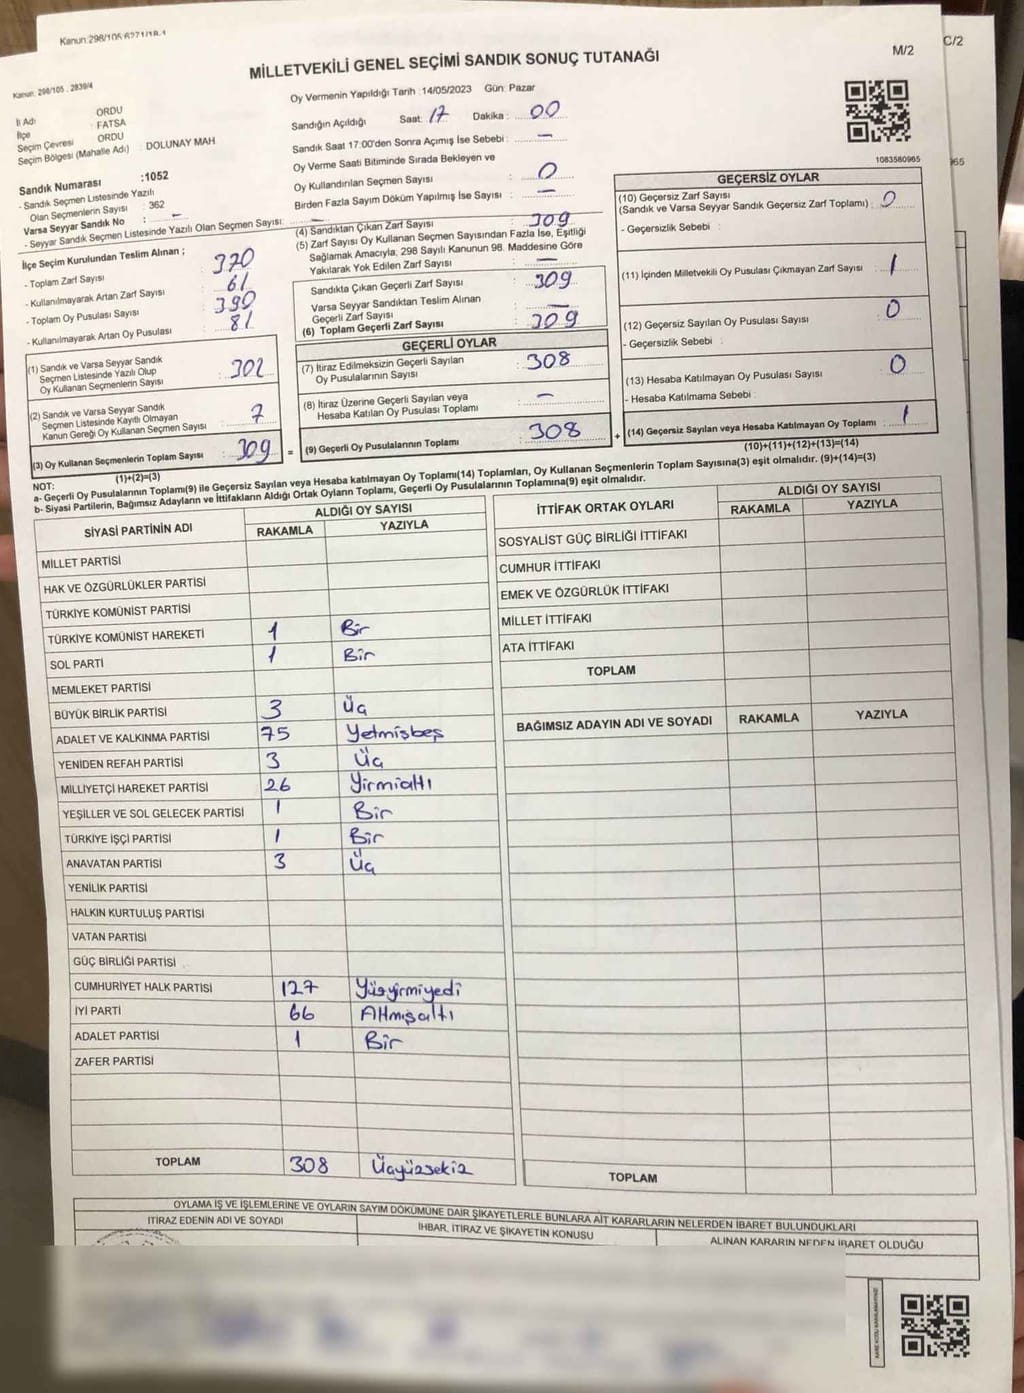 Kanun:298/105-6271/18-1
C/2
M/2
MİLLETVEKİLİ GENEL SEÇİMİ SANDIK SONUÇ TUTANAĞI
Kanun: 298/105 , 2839/4
İl Adı : ORDU
İlçe : FATSA
Seçim Çevresi : ORDU
Seçim Bölgesi (Mahalle Adı) : DOLUNAY MAH
Sandık Numarası :1052
- Sandık Seçmen Listesinde Yazılı
Olan Seçmenlerin Sayısı : 362
Varsa Seyyar Sandık No : –
- Seyyar Sandık Seçmen Listesinde Yazılı Olan Seçmen Sayısı: –
İlçe Seçim Kurulundan Teslim Alınan ;
- Toplam Zarf Sayısı : 370
- Kullanılmayarak Artan Zarf Sayısı : 61
- Toplam Oy Pusulası Sayısı : 390
- Kullanılmayarak Artan Oy Pusulası : 81
(1) Sandık ve Varsa Seyyar Sandık
Seçmen Listesinde Yazılı Olup
Oy Kullanan Seçmenlerin Sayısı : 302
(2) Sandık ve Varsa Seyyar Sandık
Seçmen Listesinde Kayıtlı Olmayan
Kanun Gereği Oy Kullanan Seçmen Sayısı : 7
(3) Oy Kullanan Seçmenlerin Toplam Sayısı : 309
(1)+(2)=(3)
Oy Vermenin Yapıldığı Tarih :14/05/2023 Gün: Pazar
Sandığın Açıldığı Saat: 17 Dakika : 00
Sandık Saat 17:00'den Sonra Açımış İse Sebebi : –
Oy Verme Saati Bitiminde Sırada Bekleyen ve
Oy Kullandırılan Seçmen Sayısı : 0
Birden Fazla Sayım Döküm Yapılmış İse Sayısı : –
(4) Sandıktan Çıkan Zarf Sayısı : 309
(5) Zarf Sayısı Oy Kullanan Seçmen Sayısından Fazla İse, Eşitliği
Sağlamak Amacıyla, 298 Sayılı Kanunun 98. Maddesine Göre
Yakılarak Yok Edilen Zarf Sayısı : –
Sandıkta Çıkan Geçerli Zarf Sayısı : 309
Varsa Seyyar Sandıktan Teslim Alınan
Geçerli Zarf Sayısı : –
(6) Toplam Geçerli Zarf Sayısı : 309
GEÇERLİ OYLAR
(7) İtiraz Edilmeksizin Geçerli Sayılan
Oy Pusulalarının Sayısı : 308
(8) İtiraz Üzerine Geçerli Sayılan veya
Hesaba Katılan Oy Pusulası Toplamı : –
= (9) Geçerli Oy Pusulalarının Toplamı : 308 +
1083580965
965
GEÇERSİZ OYLAR
(10) Geçersiz Zarf Sayısı
(Sandık ve Varsa Seyyar Sandık Geçersiz Zarf Toplamı) : 0
- Geçersizlik Sebebi :
(11) İçinden Milletvekili Oy Pusulası Çıkmayan Zarf Sayısı : 1
(12) Geçersiz Sayılan Oy Pusulası Sayısı : 0
- Geçersizlik Sebebi :
(13) Hesaba Katılmayan Oy Pusulası Sayısı : 0
- Hesaba Katılmama Sebebi :
(14) Geçersiz Sayılan veya Hesaba Katılmayan Oy Toplamı : 1
(10)+(11)+(12)+(13)=(14)
NOT:
a- Geçerli Oy Pusulalarının Toplamı(9) ile Geçersiz Sayılan veya Hesaba katılmayan Oy Toplamı(14) Toplamları, Oy Kullanan Seçmenlerin Toplam Sayısına(3) eşit olmalıdır. (9)+(14)=(3)
b- Siyasi Partilerin, Bağımsız Adayların ve İttifakların Aldığı Ortak Oyların Toplamı, Geçerli Oy Pusulalarının Toplamına(9) eşit olmalıdır.
SİYASİ PARTİNİN ADI ALDIĞI OY SAYISI
RAKAMLA YAZIYLA
MİLLET PARTİSİ
HAK VE ÖZGÜRLÜKLER PARTİSİ
TÜRKİYE KOMÜNİST PARTİSİ
TÜRKİYE KOMÜNİST HAREKETİ 1 Bir
SOL PARTİ 1 Bir
MEMLEKET PARTİSİ
BÜYÜK BİRLİK PARTİSİ 3 Üç
ADALET VE KALKINMA PARTİSİ 75 Yetmişbeş
YENİDEN REFAH PARTİSİ 3 Üç
MİLLİYETÇİ HAREKET PARTİSİ 26 Yirmialtı
YEŞİLLER VE SOL GELECEK PARTİSİ 1 Bir
TÜRKİYE İŞÇİ PARTİSİ 1 Bir
ANAVATAN PARTİSİ 3 Üç
YENİLİK PARTİSİ
HALKIN KURTULUŞ PARTİSİ
VATAN PARTİSİ
GÜÇ BİRLİĞİ PARTİSİ
CUMHURİYET HALK PARTİSİ 127 Yüzyirmiyedi
İYİ PARTİ 66 Altmışaltı
ADALET PARTİSİ 1 Bir
ZAFER PARTİSİ
TOPLAM 308 Üçyüzsekiz
İTTİFAK ORTAK OYLARI ALDIĞI OY SAYISI
RAKAMLA YAZIYLA
SOSYALIST GÜÇ BİRLİĞİ İTTİFAKI
CUMHUR İTTİFAKI
EMEK VE ÖZGÜRLÜK İTTİFAKI
MİLLET İTTİFAKI
ATA İTTİFAKI
TOPLAM
BAĞIMSIZ ADAYIN ADI VE SOYADI RAKAMLA YAZIYLA
TOPLAM
OYLAMA İŞ VE İŞLEMLERİNE VE OYLARIN SAYIM DÖKÜMÜNE DAİR ŞİKAYETLERLE BUNLARA AİT KARARLARIN NELERDEN İBARET BULUNDUKLARI
İTİRAZ EDENİN ADI VE SOYADI İHBAR, İTİRAZ VE ŞİKAYETİN KONUSU ALINAN KARARIN NEDEN İBARET OLDUĞU